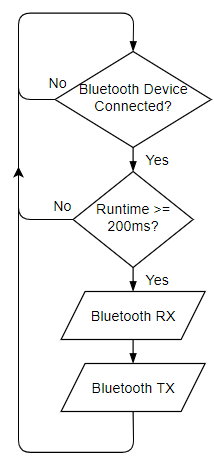 No
Bluetooth Device
Connected?
Yes
No
Runtime >=
200ms?
Yes
Bluetooth RX
Bluetooth TX